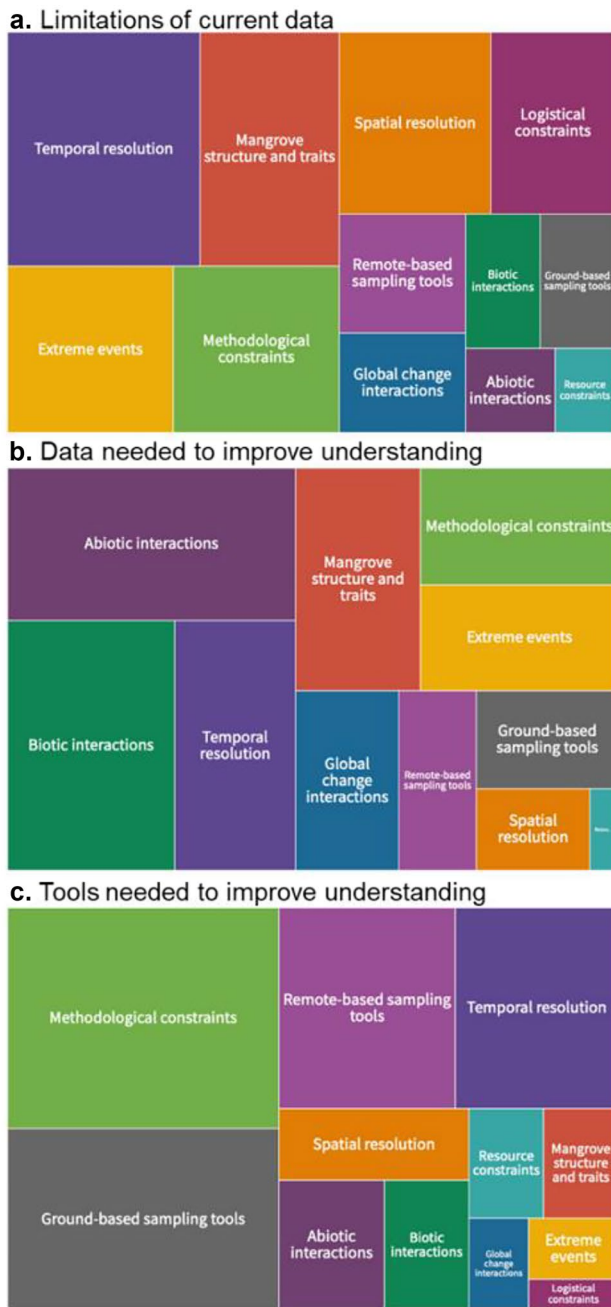 a. Limitations of current data
Temporal resolution
Mangrove
structure and traits
Spatial resolution
Logistical
constraints
Remote-based
sampling tools
Biotic
interactions
Ground-based
sampling tools
Extreme events
Methodological
constraints
Global change
interactions
Abiotic
interactions
Resource
constraints
b. Data needed to improve understanding
Abiotic interactions
Mangrove
structure and
traits
Methodological constraints
Extreme events
Biotic interactions
Temporal
resolution
Global
change
interactions
Remote-based
sampling tools
Ground-based
sampling tools
Spatial
resolution
c. Tools needed to improve understanding
Methodological constraints
Remote-based sampling
tools
Temporal resolution
Spatial resolution
Resource
constraints
Mangrove
structure
and traits
Ground-based sampling tools
Abiotic
interactions
Biotic
interactions
Global
change
interactions
Extreme
events
Logistical
constraints